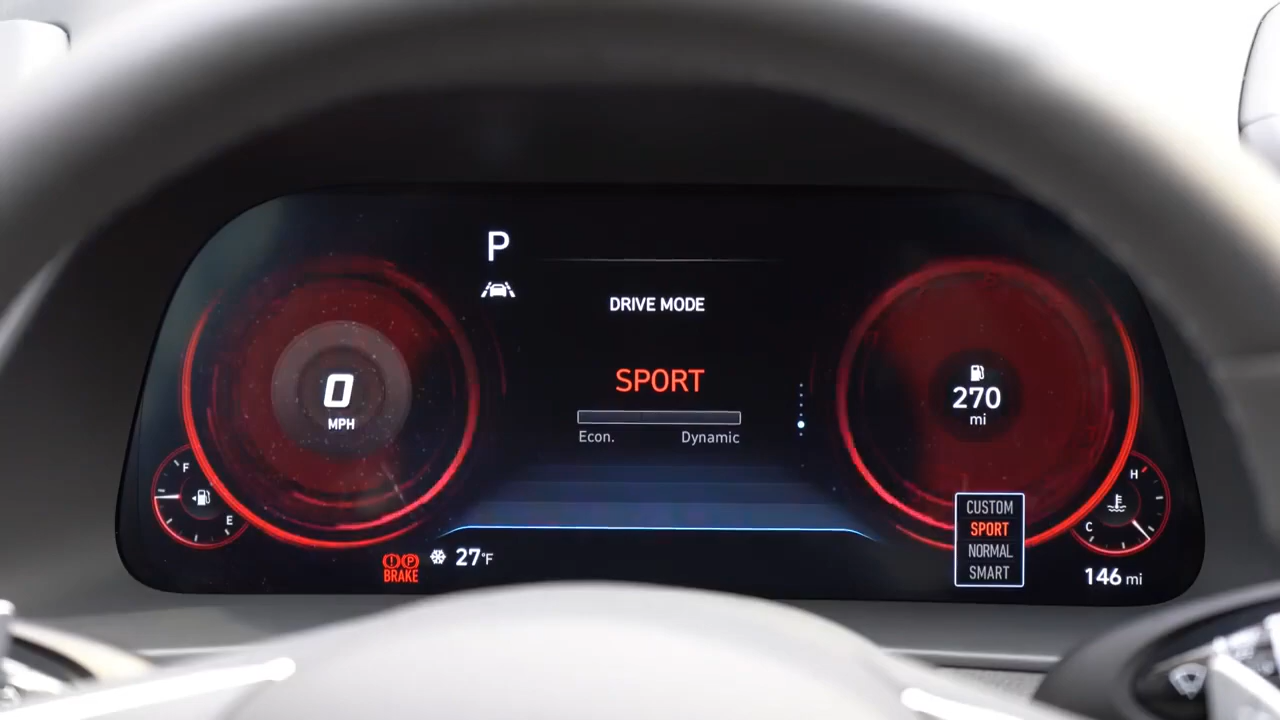 P
DRIVE MODE
SPORT
Econ. Dynamic
0
MPH
270
mi
F
E
H
C
CUSTOM
SPORT
NORMAL
SMART
P
BRAKE
27°F
146 mi